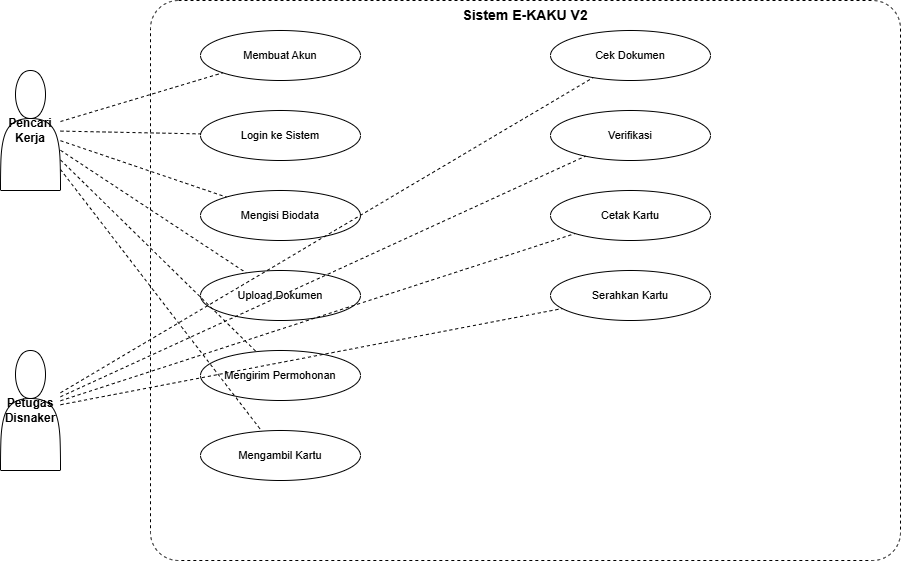 Sistem E-KAKU V2
Pencari
Kerja
Petugas
Disnaker
Membuat Akun
Login ke Sistem
Mengisi Biodata
Upload Dokumen
Mengirim Permohonan
Mengambil Kartu
Cek Dokumen
Verifikasi
Cetak Kartu
Serahkan Kartu